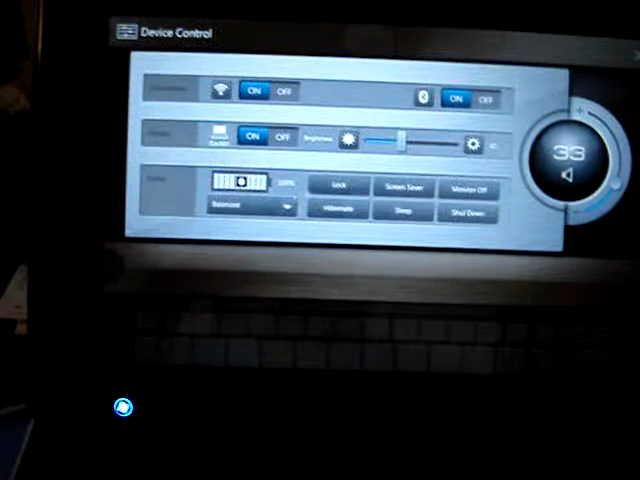 Device Control
ON OFF
ON OFF
ON OFF
Brightness
100%
Lock
Screen Saver
Monitor Off
Balanced
Hibernate
Sleep
Shut Down
33